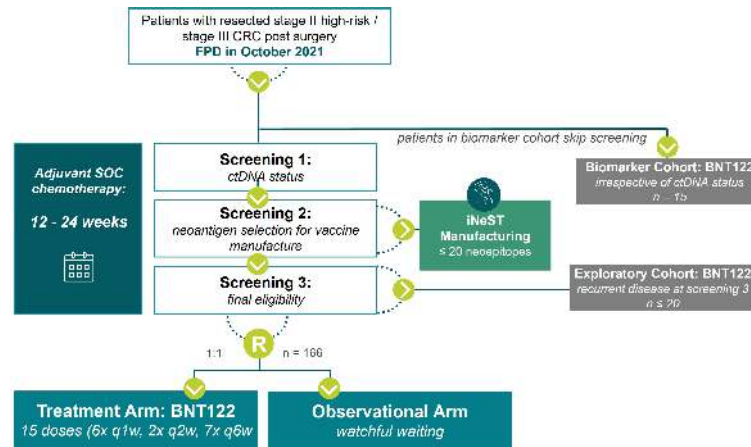 Patients with resected stage II high-risk /
stage III CRC post surgery
FPD in October 2021
patients in biomarker cohort skip screening
Adjuvant SOC
chemotherapy:
12 - 24 weeks
Screening 1:
ctDNA status
Biomarker Cohort: BNT122
irrespective of ctDNA status
n = 15
Screening 2:
neoantigen selection for vaccine
manufacture
iNeST
Manufacturing
≤ 20 neoepitopes
Screening 3:
final eligibility
Exploratory Cohort: BNT122
recurrent disease at screening 3
n ≤ 20
R
1:1
n = 166
Treatment Arm: BNT122
15 doses (6x q1w, 2x q2w, 7x q6w
Observational Arm
watchful waiting